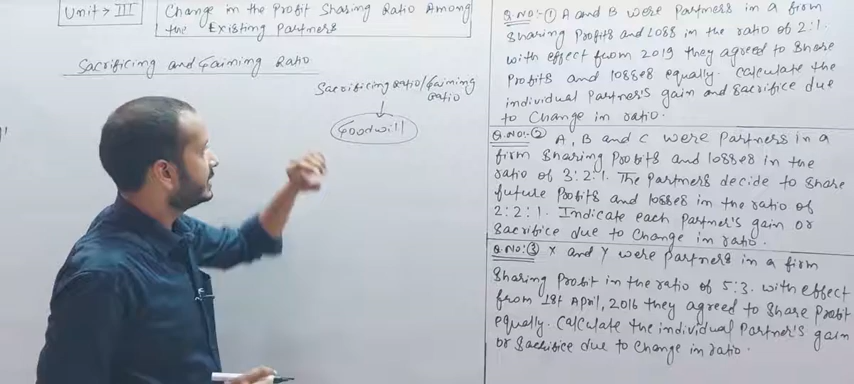 Unit > III
Change in the Profit Sharing Ratio Among
the Existing Partners
Sacrificing and Gaining Ratio
Sacrificing Ratio/Gaining
Ratio
Goodwill
Q.No:-① A and B were Partners in a firm
Sharing Profits and Loss in the ratio of 2:1.
with effect from 2019 they agreed to Share
Profits and losses equally. Calculate the
individual Partner's gain and Sacrifice due
to Change in ratio.
Q.No:-② A, B and C were Partners in a
firm Sharing Profits and losses in the
ratio of 3:2:1. The Partners decide to Share
future Profits and losses in the ratio of
2:2:1. Indicate each Partner's gain or
Sacrifice due to Change in ratio.
Q.No:③ X and Y were Partners in a firm
Sharing Profit in the ratio of 5:3. with effect
from 1st April, 2016 they agreed to Share Profit
equally. Calculate the individual Partner's gain
or Sacrifice due to Change in ratio.